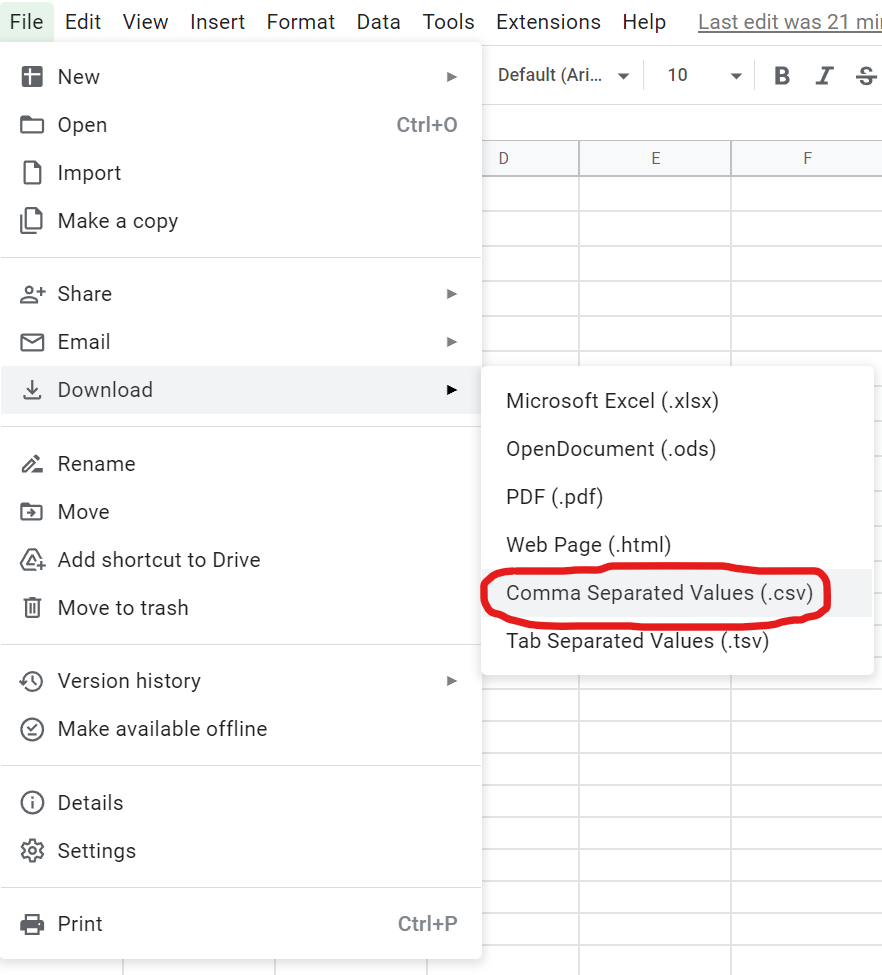 File Edit View Insert Format Data Tools Extensions Help Last edit was 21
New
Default (Ari... 10 B I S
Open Ctrl+O
D E F
Import
Make a copy
Share
Email
Download
Microsoft Excel (.xlsx)
OpenDocument (.ods)
PDF (.pdf)
Web Page (.html)
Comma Separated Values (.csv)
Tab Separated Values (.tsv)
Rename
Move
Add shortcut to Drive
Move to trash
Version history
Make available offline
Details
Settings
Print Ctrl+P